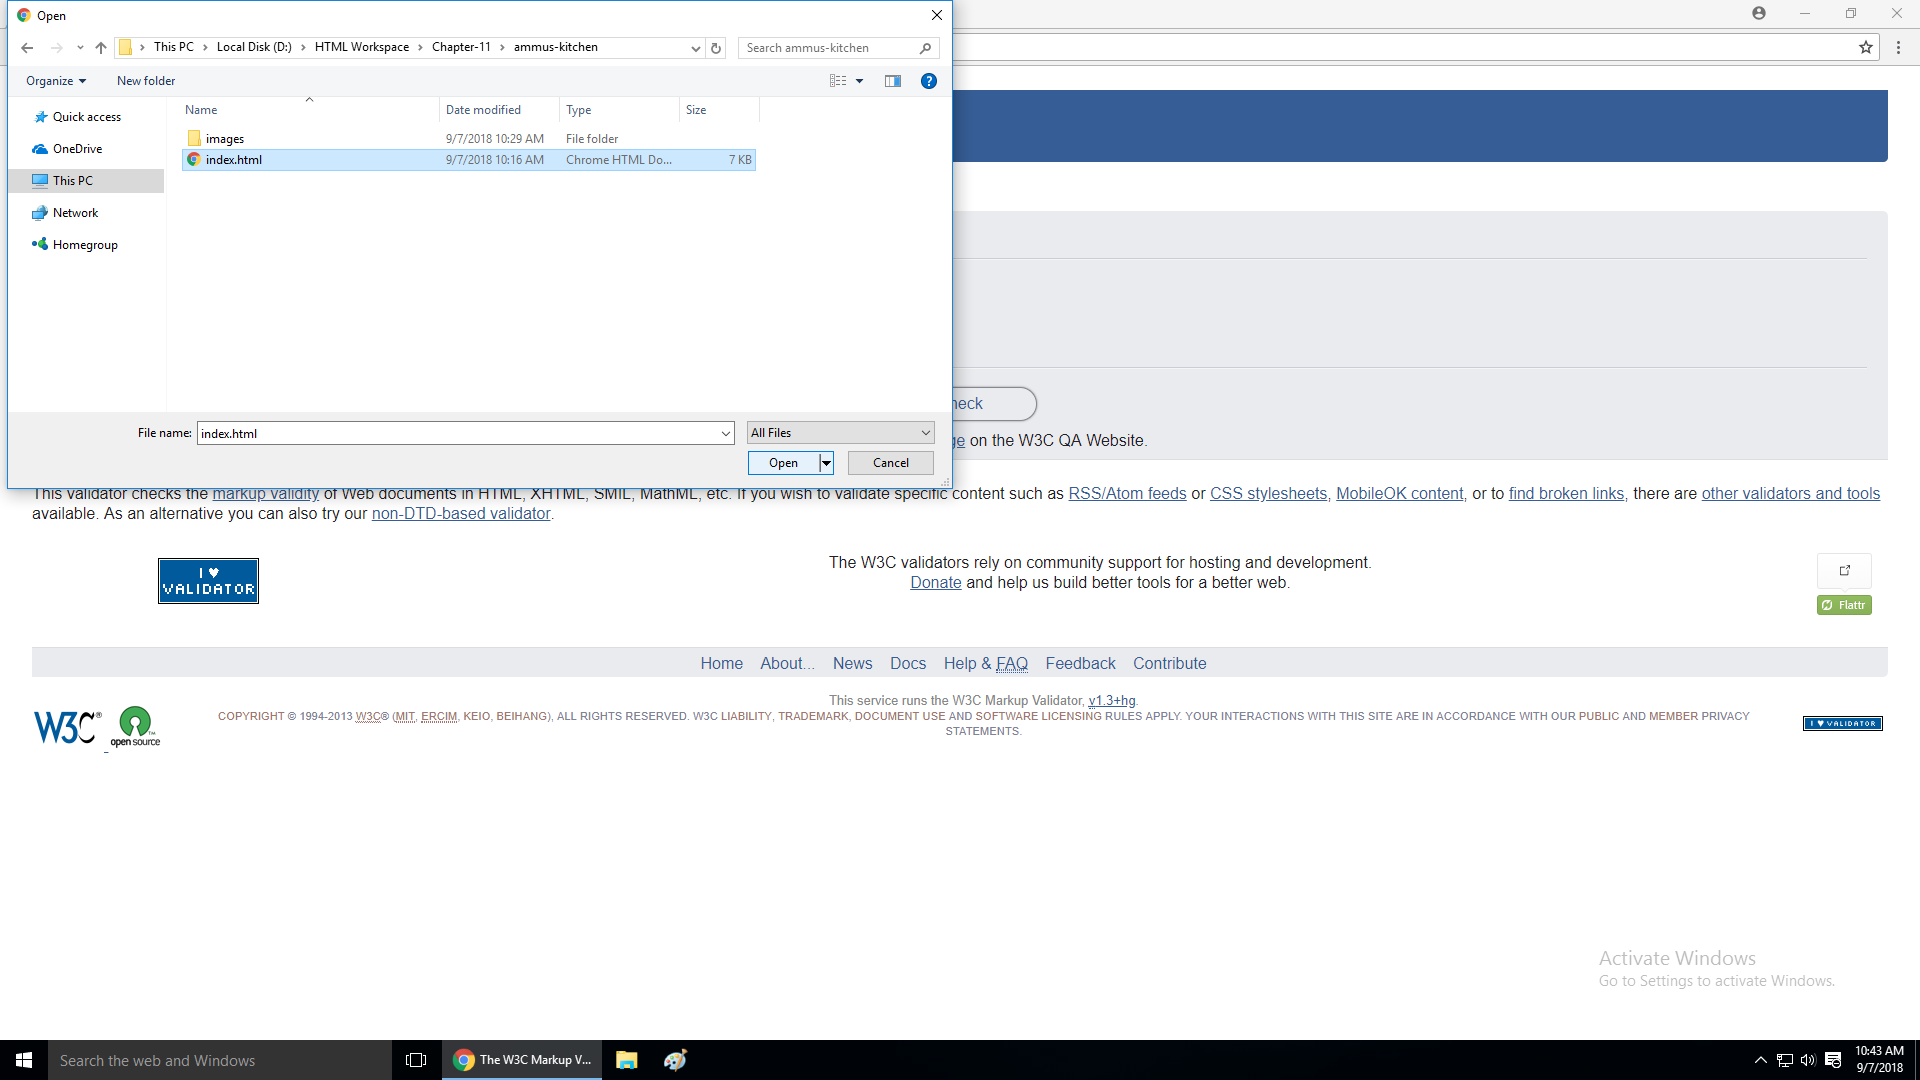 Open
This PC > Local Disk (D:) > HTML Workspace > Chapter-11 > ammus-kitchen
Search ammus-kitchen
Organize
New folder
Name
Date modified
Type
Size
Quick access
OneDrive
This PC
Network
Homegroup
images 9/7/2018 10:29 AM File folder
index.html 9/7/2018 10:16 AM Chrome HTML Do... 7 KB
File name: index.html
All Files
Open
Cancel
on the W3C QA Website.
This validator checks the markup validity of Web documents in HTML, XHTML, SMIL, MathML, etc. If you wish to validate specific content such as RSS/Atom feeds or CSS stylesheets, MobileOK content, or to find broken links, there are other validators and tools
available. As an alternative you can also try our non-DTD-based validator.
I ♥
VALIDATOR
The W3C validators rely on community support for hosting and development.
Donate and help us build better tools for a better web.
Flattr
Home About... News Docs Help & FAQ Feedback Contribute
W3C®
open source
This service runs the W3C Markup Validator, v1.3+hg.
COPYRIGHT © 1994-2013 W3C® (MIT, ERCIM, KEIO, BEIHANG), ALL RIGHTS RESERVED. W3C LIABILITY, TRADEMARK, DOCUMENT USE AND SOFTWARE LICENSING RULES APPLY. YOUR INTERACTIONS WITH THIS SITE ARE IN ACCORDANCE WITH OUR PUBLIC AND MEMBER PRIVACY
STATEMENTS.
I ♥ VALIDATOR
Activate Windows
Go to Settings to activate Windows.
Search the web and Windows
The W3C Markup V...
10:43 AM
9/7/2018